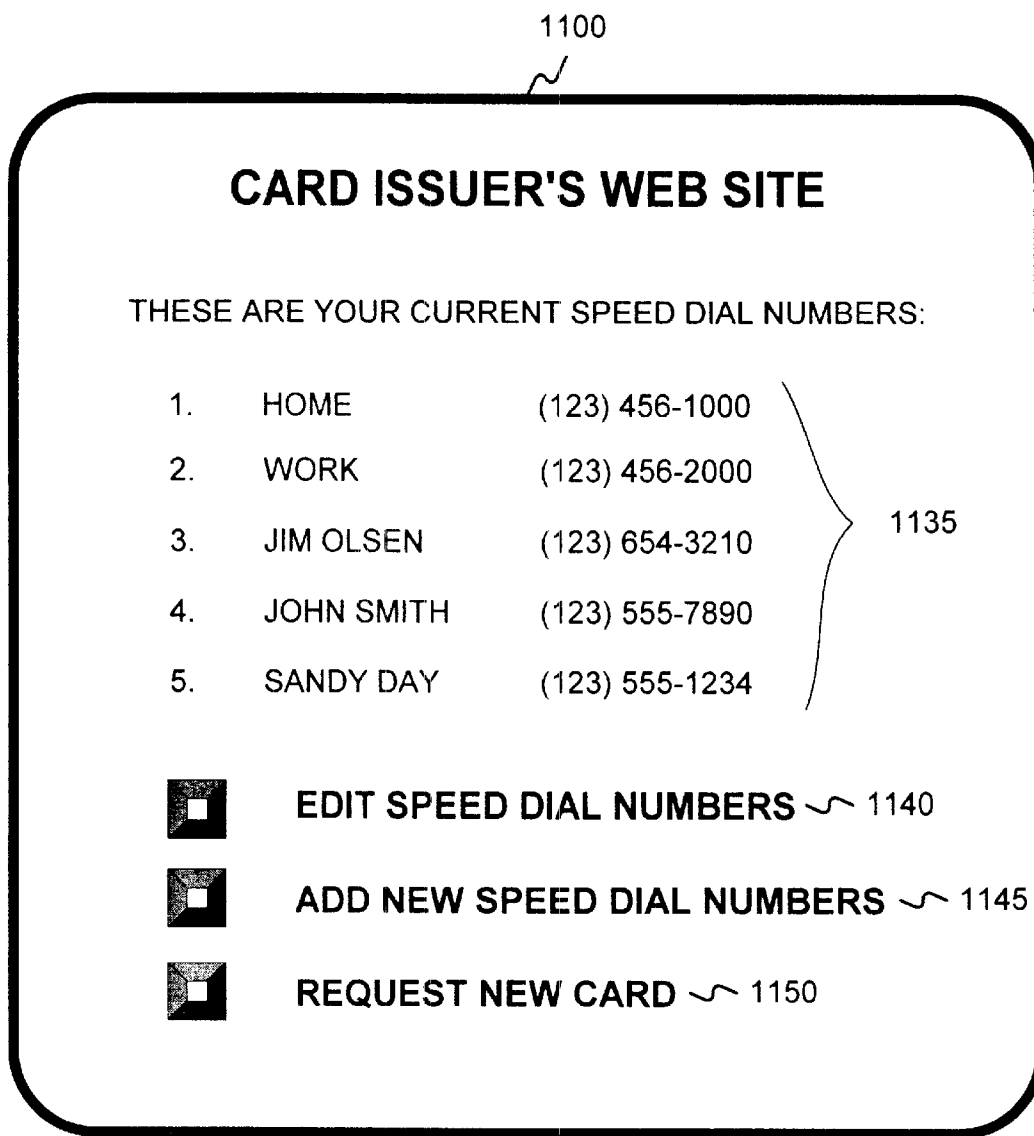 1100
CARD ISSUER'S WEB SITE
THESE ARE YOUR CURRENT SPEED DIAL NUMBERS:
1. HOME (123) 456-1000
2. WORK (123) 456-2000
3. JIM OLSEN (123) 654-3210
4. JOHN SMITH (123) 555-7890
5. SANDY DAY (123) 555-1234
1135
EDIT SPEED DIAL NUMBERS 1140
ADD NEW SPEED DIAL NUMBERS 1145
REQUEST NEW CARD 1150